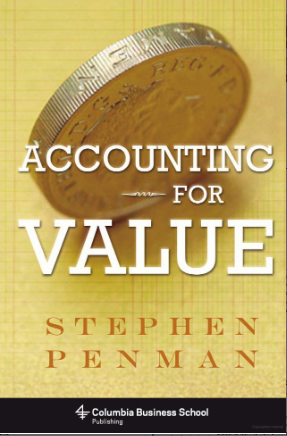 ACCOUNTING
FOR
VALUE
STEPHEN
PENMAN
Columbia Business School
Publishing